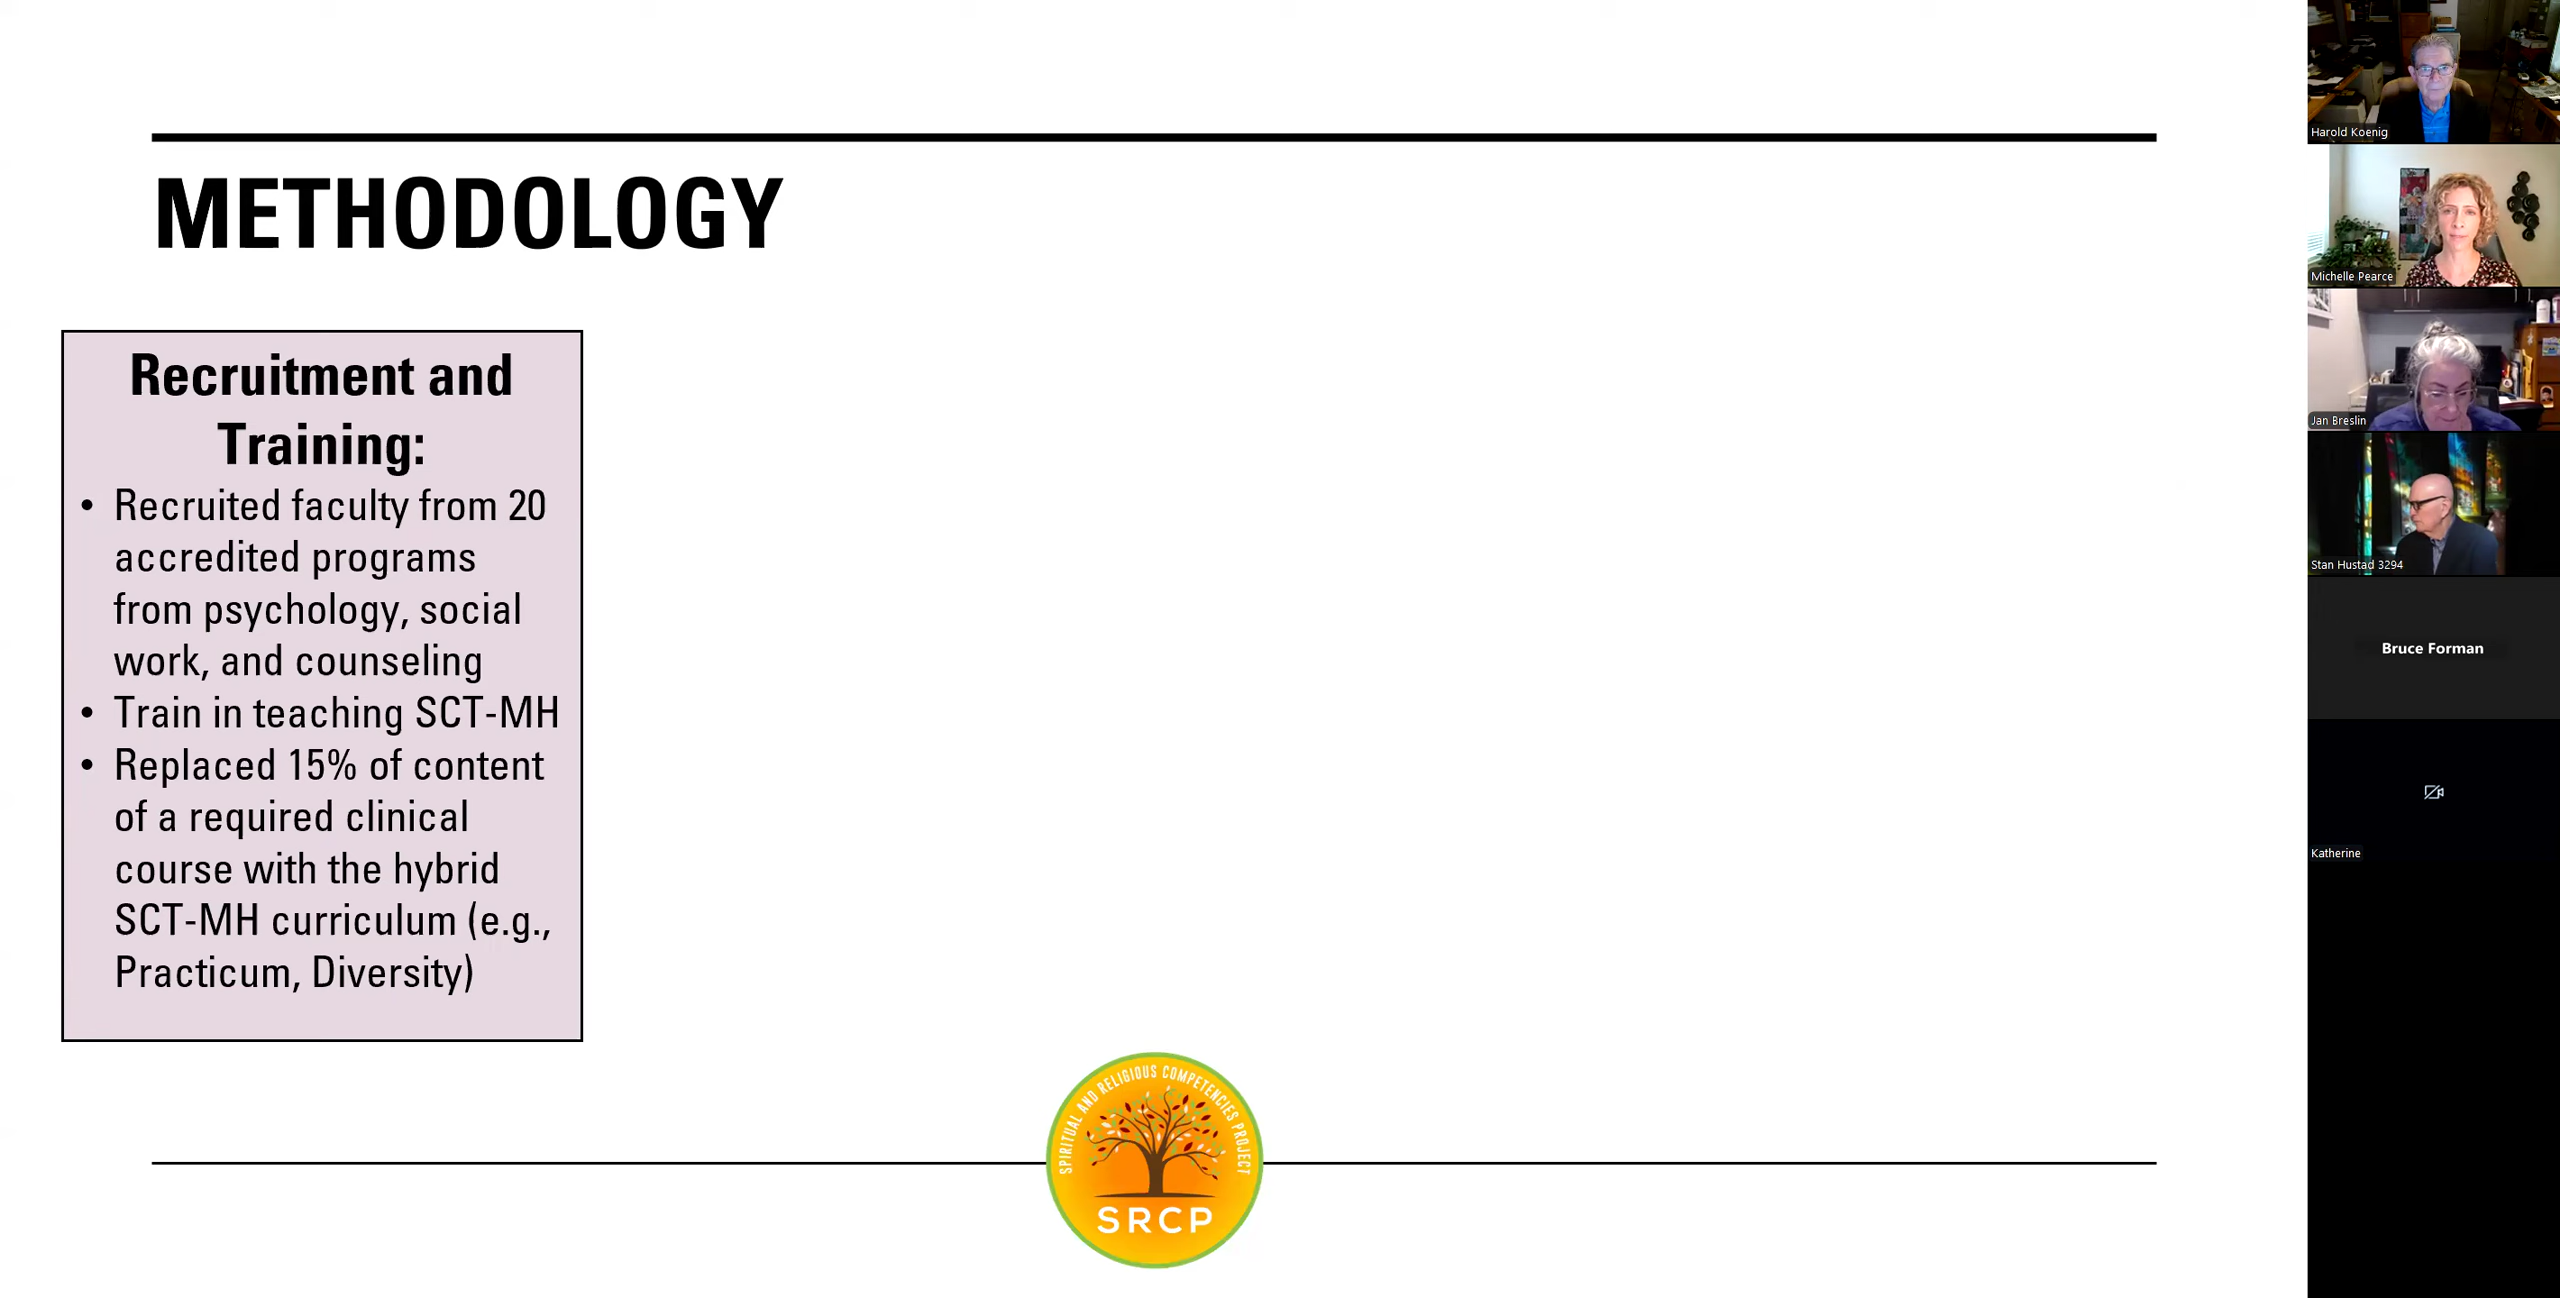 METHODOLOGY
Recruitment and
Training:
• Recruited faculty from 20
accredited programs
from psychology, social
work, and counseling
• Train in teaching SCT-MH
• Replaced 15% of content
of a required clinical
course with the hybrid
SCT-MH curriculum (e.g.,
Practicum, Diversity)
SPIRITUAL AND RELIGIOUS COMPETENCIES PROJECT
SRCP
Harold Koenig
Michelle Pearce
Jan Breslin
Stan Hustad 3294
Bruce Forman
Katherine